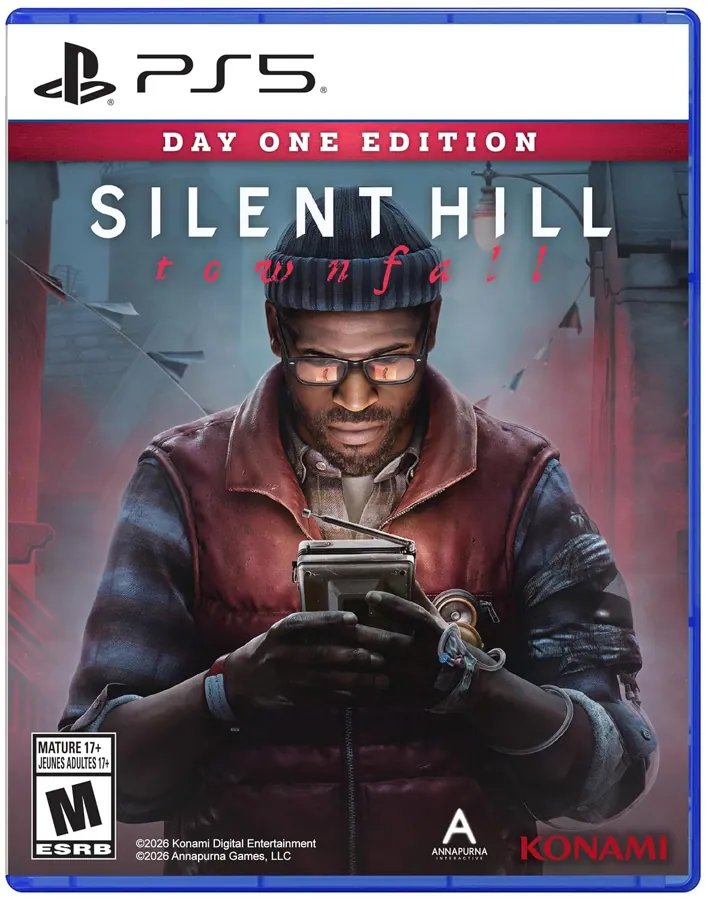 PS5
DAY ONE EDITION
SILENT HILL
townfall
MATURE 17+
JEUNES ADULTES 17+
M
ESRB
©2026 Konami Digital Entertainment
©2026 Annapurna Games, LLC
A
ANNAPURNA
INTERACTIVE
KONAMI